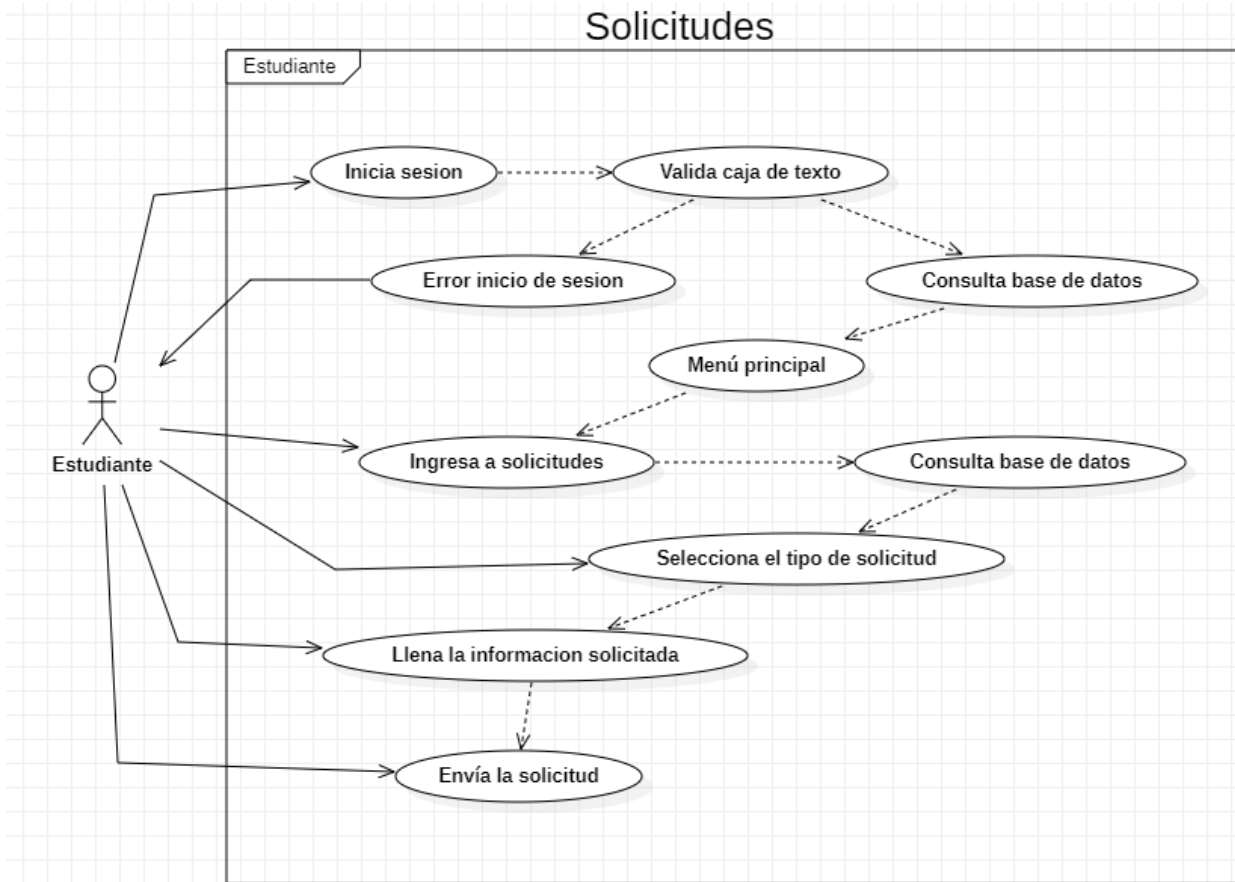 Solicitudes
Estudiante
Inicia sesion
Valida caja de texto
Error inicio de sesion
Consulta base de datos
Menú principal
Estudiante
Ingresa a solicitudes
Consulta base de datos
Selecciona el tipo de solicitud
Llena la informacion solicitada
Envía la solicitud